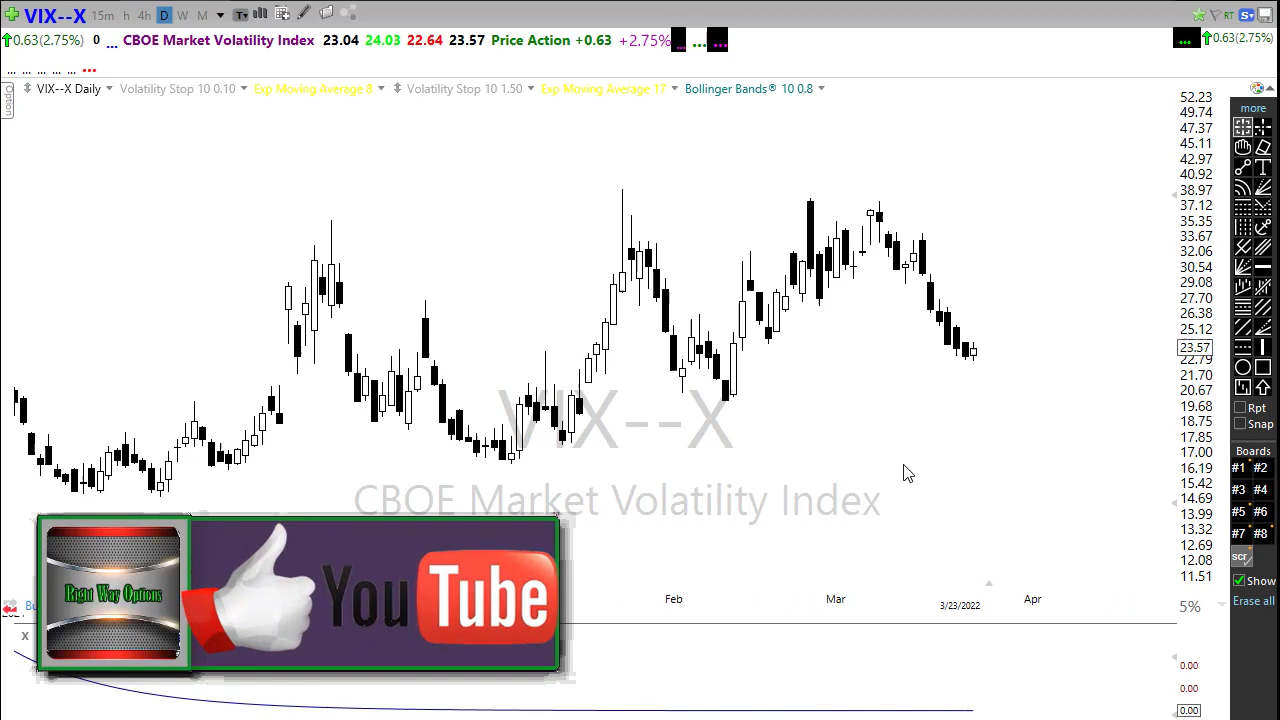 VIX--X 15m h 4h D W M T RT S
0.63(2.75%) 0 ... CBOE Market Volatility Index 23.04 24.03 22.64 23.57 Price Action +0.63 +2.75% ... ... ... ... 0.63(2.75%)
... ... ... ... ... ...
Option VIX--X Daily Volatility Stop 10 0.10 Exp Moving Average 8 Volatility Stop 10 1.50 Exp Moving Average 17 Bollinger Bands® 10 0.8
52.23
49.74
47.37
45.11
42.97
40.92
38.97
37.12
35.35
33.67
32.06
30.54
29.08
27.70
26.38
25.12
23.57
22.79
21.70
20.67
19.68
18.75
17.85
17.00
16.19
15.42
14.69
13.99
13.32
12.69
12.08
11.51
more
T
Rpt
Snap
Boards
#1 #2
#3 #4
#5 #6
#7 #8
scr
Show
Erase all
VIX--X
CBOE Market Volatility Index
Feb Mar 3/23/2022 Apr
5%
Right Way Options
YouTube
X
0.00
0.00
0.00